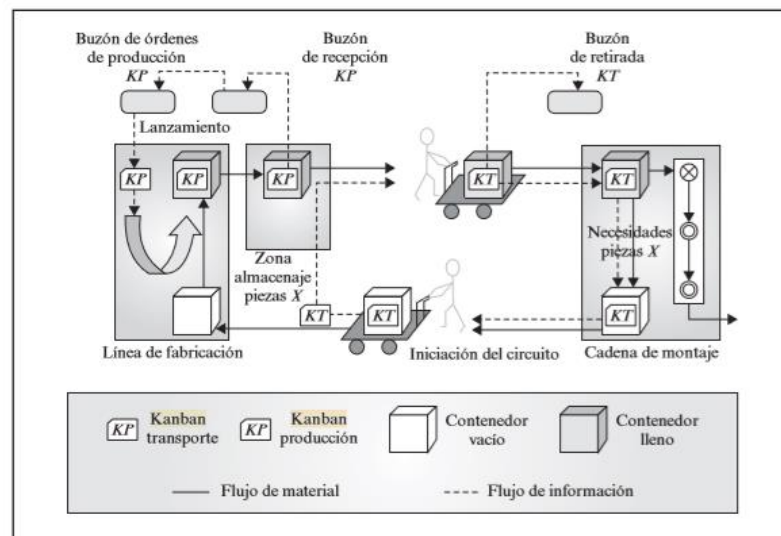 Buzón de órdenes
de producción
KP
Buzón
de recepción
KP
Buzón
de retirada
KT
Lanzamiento
KP
KP
KP
KT
KT
Zona
almacenaje
piezas X
Necesidades
piezas X
KT
KT
KT
Línea de fabricación
Iniciación del circuito
Cadena de montaje
KP
Kanban
transporte
KP
Kanban
producción
Contenedor
vacío
Contenedor
lleno
Flujo de material
Flujo de información